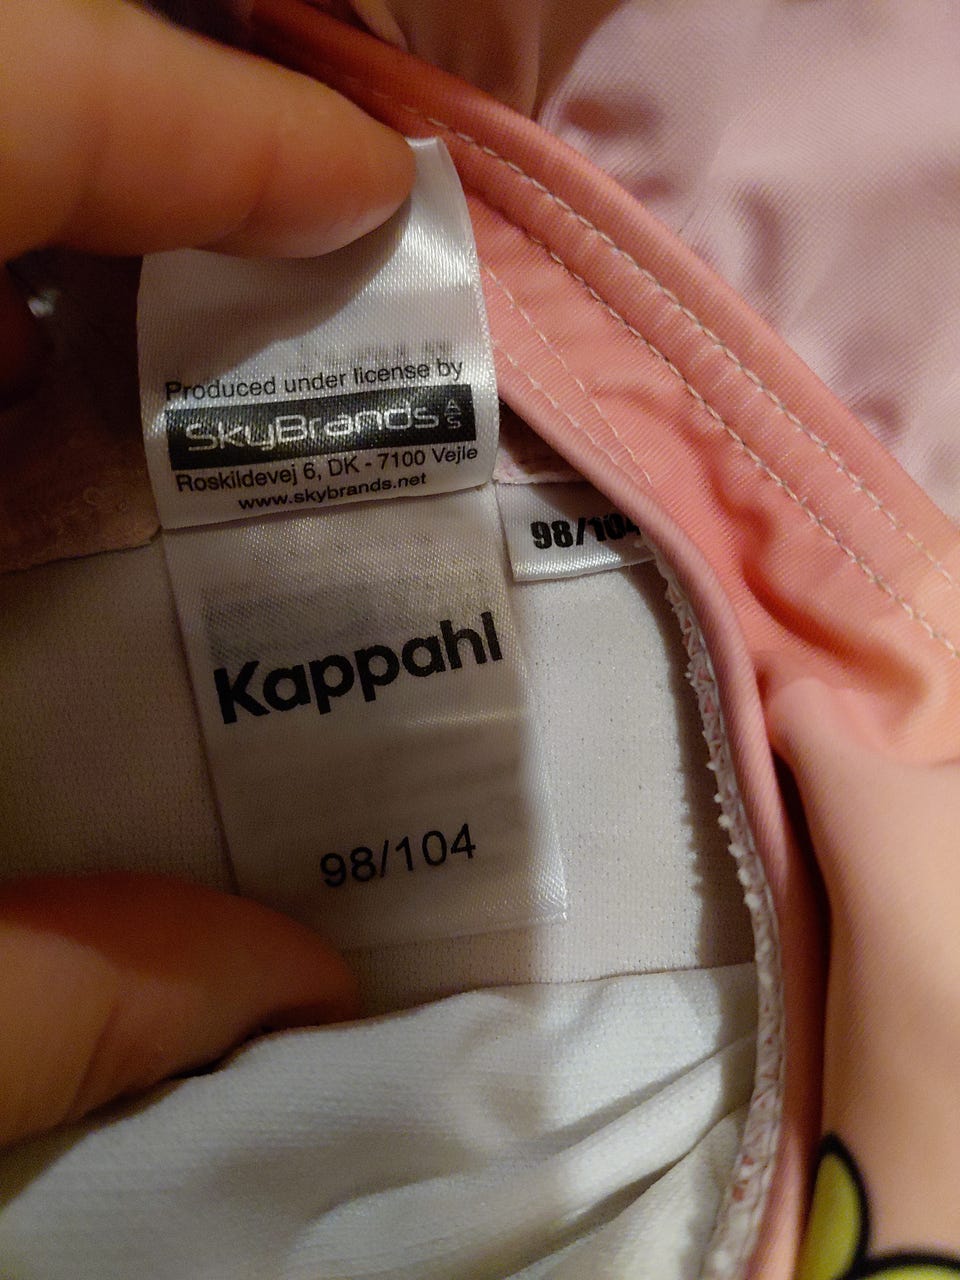 Produced under license by
SkyBrands A/S
Roskildevej 6, DK - 7100 Vejle
www.skybrands.net
98/104
Kappahl
98/104